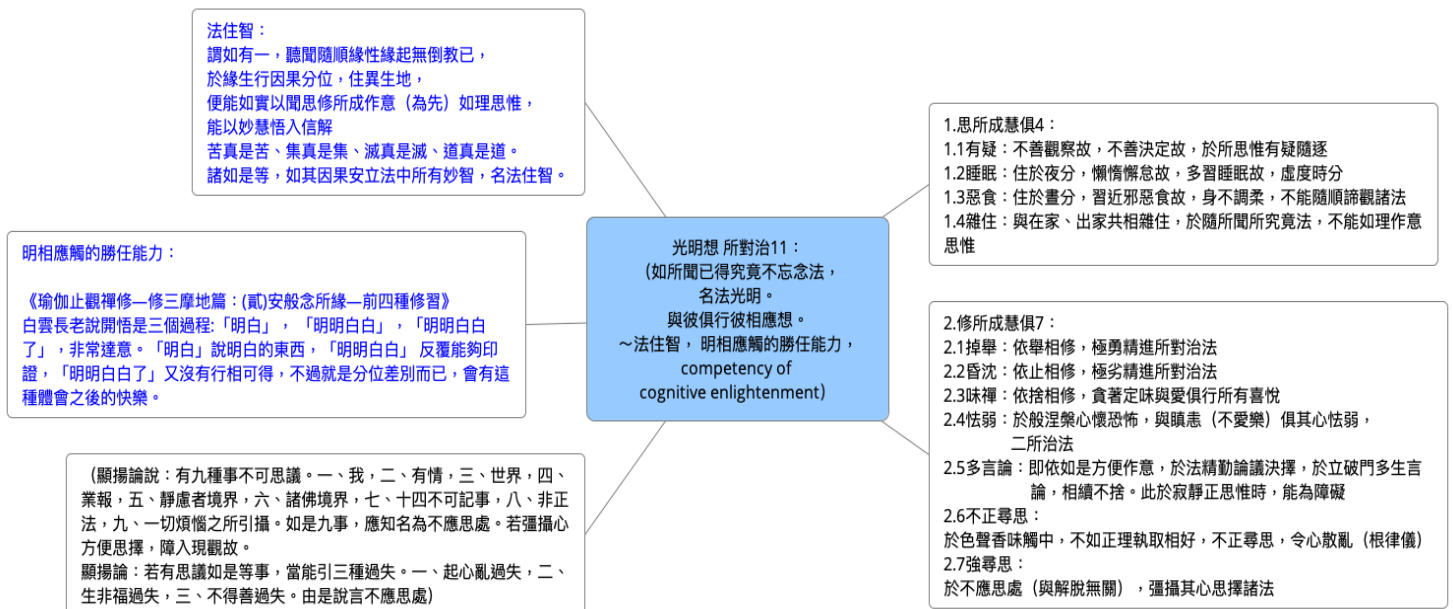 法住智：
謂如有一，聽聞隨順緣性緣起無倒教已，
於緣生行因果分位，住異生地，
便能如實以聞思修所成作意（為先）如理思惟，
能以妙慧悟入信解
苦真是苦、集真是集、滅真是滅、道真是道。
諸如是等，如其因果安立法中所有妙智，名法住智。
明相應觸的勝任能力：
《瑜伽止觀禪修—修三摩地篇：(貳)安般念所緣—前四種修習》
白雲長老說開悟是三個過程:「明白」， 「明明白白」，「明明白白
了」，非常達意。「明白」說明白的東西，「明明白白」 反覆能夠印
證，「明明白白了」又沒有行相可得，不過就是分位差別而已，會有這
種體會之後的快樂。
（顯揚論說：有九種事不可思議。一、我，二、有情，三、世界，四、
業報，五、靜慮者境界，六、諸佛境界，七、十四不可記事，八、非正
法，九、一切煩惱之所引攝。如是九事，應知名為不應思處。若彊攝心
方便思擇，障入現觀故。
顯揚論：若有思議如是等事，當能引三種過失。一、起心亂過失，二、
生非福過失，三、不得善過失。由是說言不應思處）
光明想 所對治11：
（如所聞已得究竟不忘念法，
名法光明。
與彼俱行彼相應想。
～法住智， 明相應觸的勝任能力，
competency of
cognitive enlightenment）
1.思所成慧俱4：
1.1有疑：不善觀察故，不善決定故，於所思惟有疑隨逐
1.2睡眠：住於夜分，懶惰懈怠故，多習睡眠故，虛度時分
1.3惡食：住於晝分，習近邪惡食故，身不調柔，不能隨順諦觀諸法
1.4雜住：與在家、出家共相雜住，於隨所聞所究竟法，不能如理作意
思惟
2.修所成慧俱7：
2.1掉舉：依舉相修，極勇精進所對治法
2.2昏沈：依止相修，極劣精進所對治法
2.3味禪：依捨相修，貪著定味與愛俱行所有喜悅
2.4怯弱：於般涅槃心懷恐怖，與瞋恚（不愛樂）俱其心怯弱，
二所治法
2.5多言論：即依如是方便作意，於法精勤論議決擇，於立破門多生言
論，相續不捨。此於寂靜正思惟時，能為障礙
2.6不正尋思：
於色聲香味觸中，不如正理執取相好，不正尋思，令心散亂（根律儀）
2.7強尋思：
於不應思處（與解脫無關），彊攝其心思擇諸法